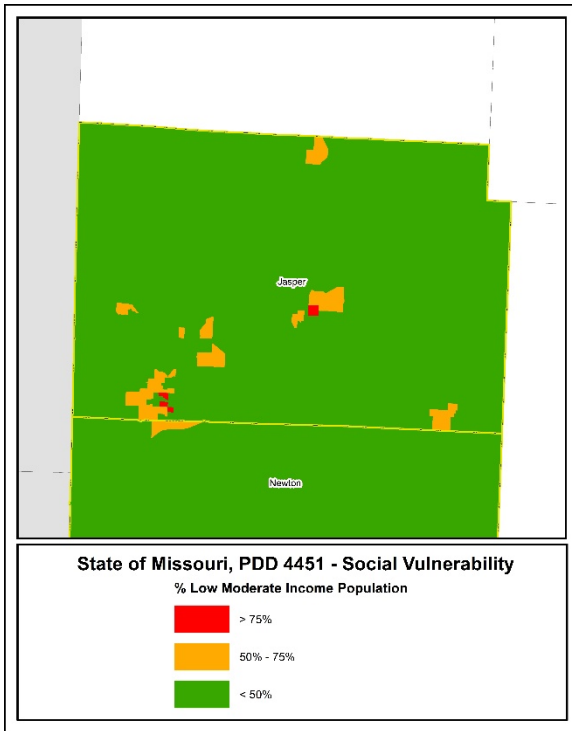 Jasper
Newton
State of Missouri, PDD 4451 - Social Vulnerability
% Low Moderate Income Population
> 75%
50% - 75%
< 50%